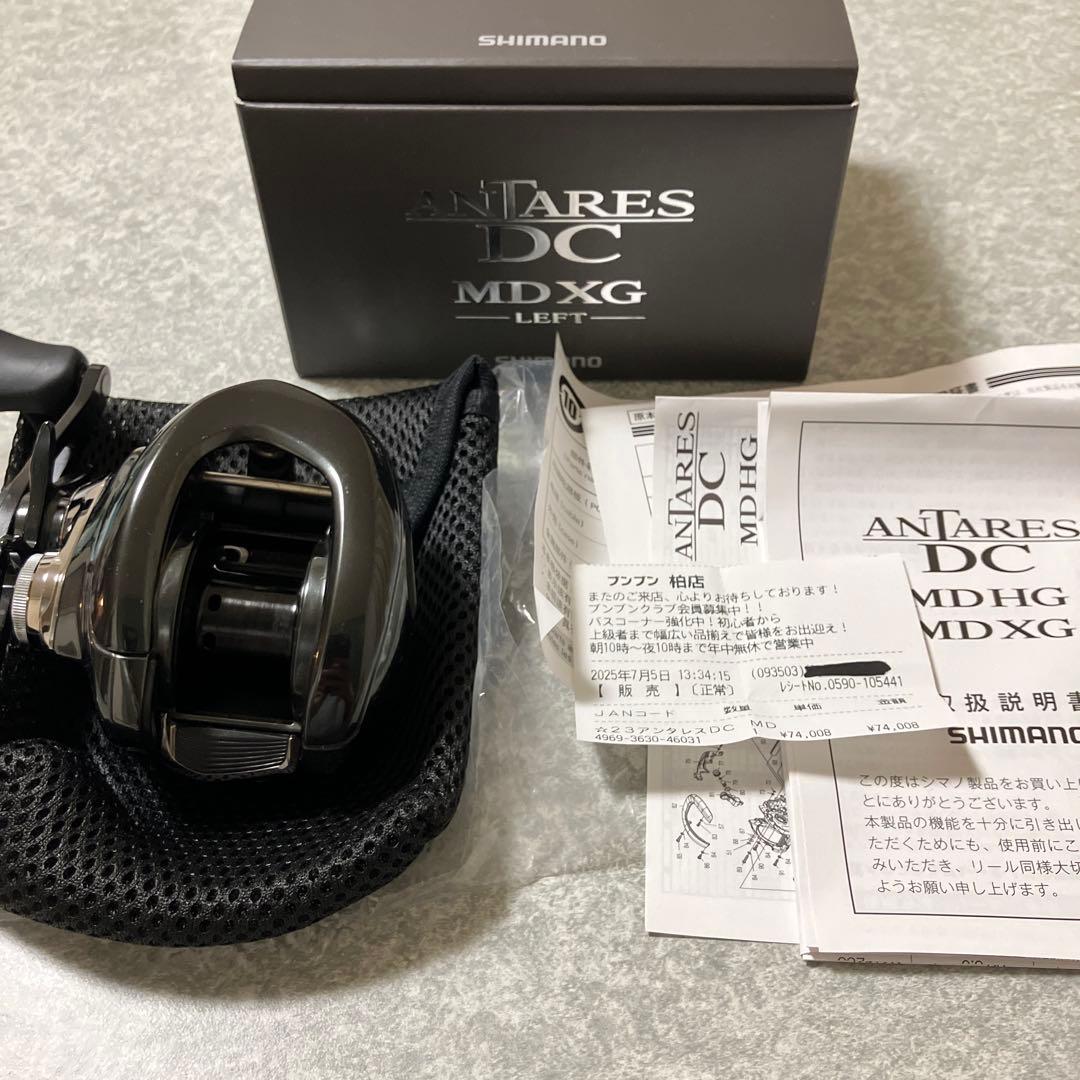 SHIMANO
ANTARES
DC
MD XG
LEFT
SHIMANO
ANTARES
DC
MD HG
ANTARES
DC
MD HG
MD XG
取扱説明書
SHIMANO
この度はシマノ製品をお買い上げ
とにありがとうございます。
本製品の機能を十分に引き出し
ただくためにも、使用前にこ
みいただき、リール同様大切
ようお願い申し上げます。
ブンブン 柏店
またのご来店、心よりお待ちしております!
ブンブンクラブ会員募集中!!
バスコーナー強化中!初心者から
上級者まで幅広い品揃えで皆様をお出迎え!
朝10時~夜10時まで年中無休で営業中
2025年7月5日 13:34:15 (093503)
【 販 売 】(正常) レシートNo.0590-105441
JANコード 数量 単価 金額
☆23アンタレスDC MD
4969-3630-46031 ¥74,008 ¥74,008